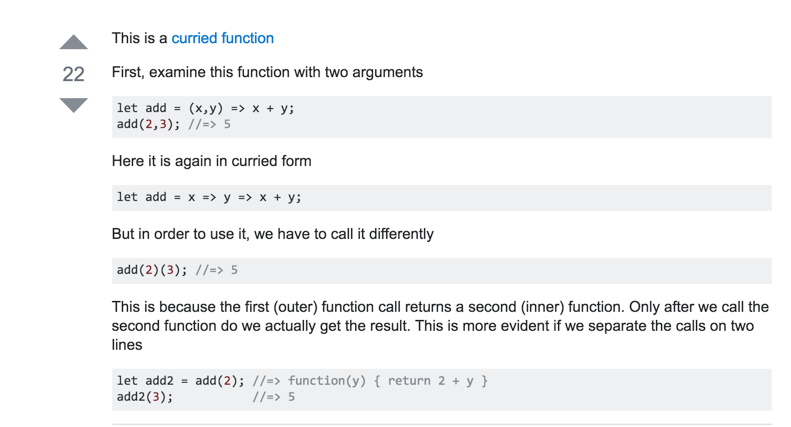 This is a curried function
22
First, examine this function with two arguments
let add = (x,y) => x + y;
add(2,3); //=> 5
Here it is again in curried form
let add = x => y => x + y;
But in order to use it, we have to call it differently
add(2)(3); //=> 5
This is because the first (outer) function call returns a second (inner) function. Only after we call the
second function do we actually get the result. This is more evident if we separate the calls on two
lines
let add2 = add(2); //=> function(y) { return 2 + y }
add2(3);           //=> 5